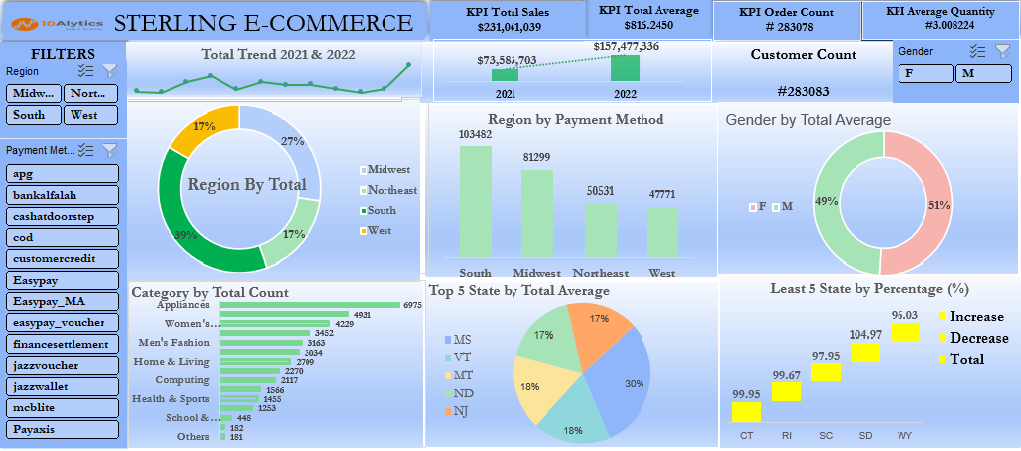 10Alytics
STERLING E-COMMERCE
KPI Total Sales
$231,041,039
KPI Total Average
$815.2450
KPI Order Count
# 283078
KH Average Quantity
#3.008224
FILTERS
Region
Midw...
Nort...
South
West
Payment Met...
apg
bankalfalah
cashatdoorstep
cod
customercredit
Easypay
Easypay_MA
easypay_voucher
financesettlement
jazzvoucher
jazzwallet
mcblite
Payaxis
Total Trend 2021 & 2022
$157,477,336
2021
2022
Customer Count
#283083
Gender
F
M
17%
27%
Region By Total
39%
17%
Midwest
Northeast
South
West
Region by Payment Method
103482
81299
50531
47771
South
Midwest
Northeast
West
Gender by Total Average
F
M
49%
51%
Category by Total Count
Appliances
6975
4931
Women's...
4229
3452
Men's Fashion
3163
3034
Home & Living
2709
2270
Computing
2117
1566
Health & Sports
1455
1253
School &...
448
182
Others
181
Top 5 State by Total Average
MS
VT
MT
ND
NJ
17%
17%
30%
18%
18%
Least 5 State by Percentage (%)
99.95
99.67
97.95
104.97
CT
RI
SC
SD
WY
Increase
Decrease
Total